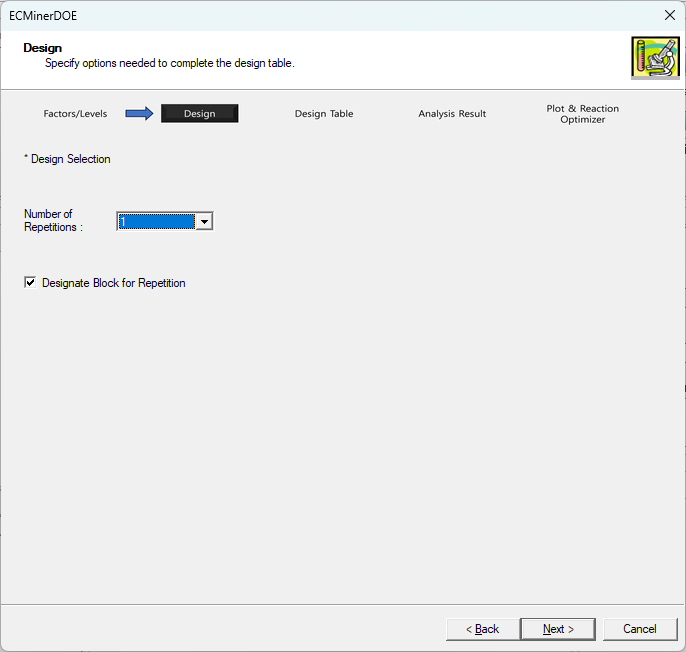 ECMinerDOE
Design
Specify options needed to complete the design table.
Factors/Levels
Design
Design Table
Analysis Result
Plot & Reaction
Optimizer
* Design Selection
Number of
Repetitions :
1
Designate Block for Repetition
< Back
Next >
Cancel